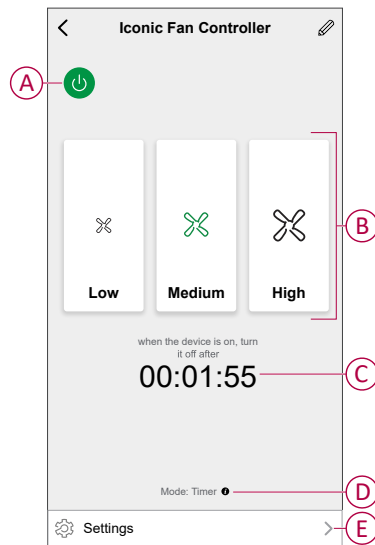 Iconic Fan Controller
A
B
Low Medium High
when the device is on, turn
it off after
00:01:55
C
Mode: Timer
D
Settings
E